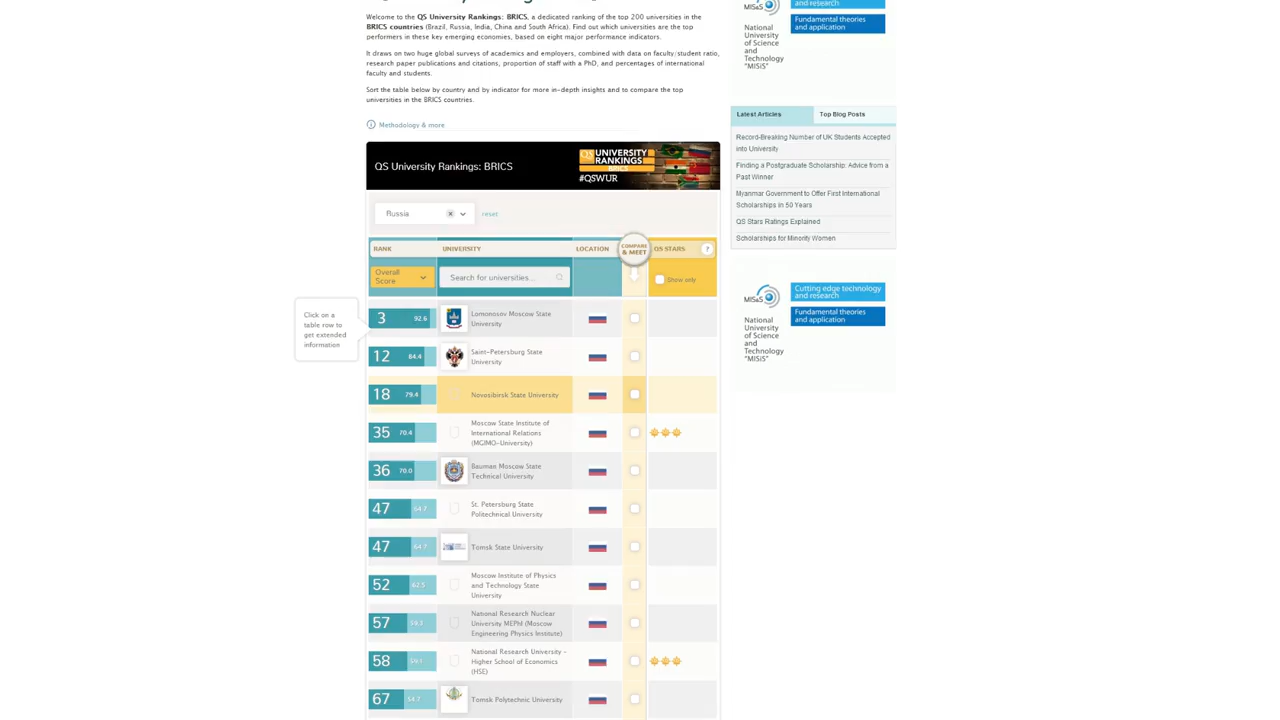 Welcome to the QS University Rankings: BRICS, a dedicated ranking of the top 200 universities in the
BRICS countries (Brazil, Russia, India, China and South Africa). Find out which universities are the top
performers in these key emerging economies, based on eight major performance indicators.
It draws on two huge global surveys of academics and employers, combined with data on faculty/student ratio,
research paper publications and citations, proportion of staff with a PhD, and percentages of international
faculty and students.
Sort the table below by country and by indicator for more in-depth insights and to compare the top
universities in the BRICS countries.
Methodology & more
QS University Rankings: BRICS
QS UNIVERSITY
RANKINGS
BRICS
#QSWUR
Russia
reset
RANK
UNIVERSITY
LOCATION
COMPARE
& MEET
QS STARS
?
Overall
Score
Search for universities...
Show only
Click on a
table row to
get extended
information
3 92.6 Lomonosov Moscow State
University
12 84.4 Saint-Petersburg State
University
18 79.4 Novosibirsk State University
35 70.4 Moscow State Institute of
International Relations
(MGIMO-University)
36 70.0 Bauman Moscow State
Technical University
47 64.7 St. Petersburg State
Politechnical University
47 64.7 Tomsk State University
52 62.5 Moscow Institute of Physics
and Technology State
University
57 National Research Nuclear
University MEPhI (Moscow
Engineering Physics Institute)
58 National Research University -
Higher School of Economics
(HSE)
67 54.7 Tomsk Polytechnic University
MIS&S
National
University
of Science
and
Technology
"MISiS"
and research
Fundamental theories
and application
Latest Articles
Top Blog Posts
Record-Breaking Number of UK Students Accepted
into University
Finding a Postgraduate Scholarship: Advice from a
Past Winner
Myanmar Government to Offer First International
Scholarships in 50 Years
QS Stars Ratings Explained
Scholarships for Minority Women
MIS&S
National
University
of Science
and
Technology
"MISiS"
Cutting edge technology
and research
Fundamental theories
and application